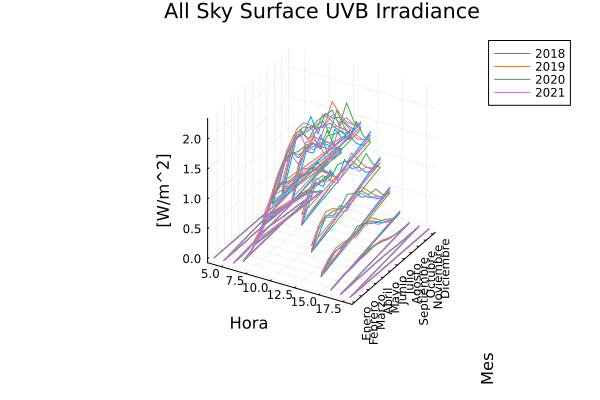 All Sky Surface UVB Irradiance
2018
2019
2020
2021
[W/m^2]
2.0
1.5
1.0
0.5
0.0
5.0
7.5
10.0
12.5
15.0
17.5
Hora
Enero
Febrero
Marzo
Abril
Mayo
Junio
Julio
Agosto
Septiembre
Octubre
Noviembre
Diciembre
Mes